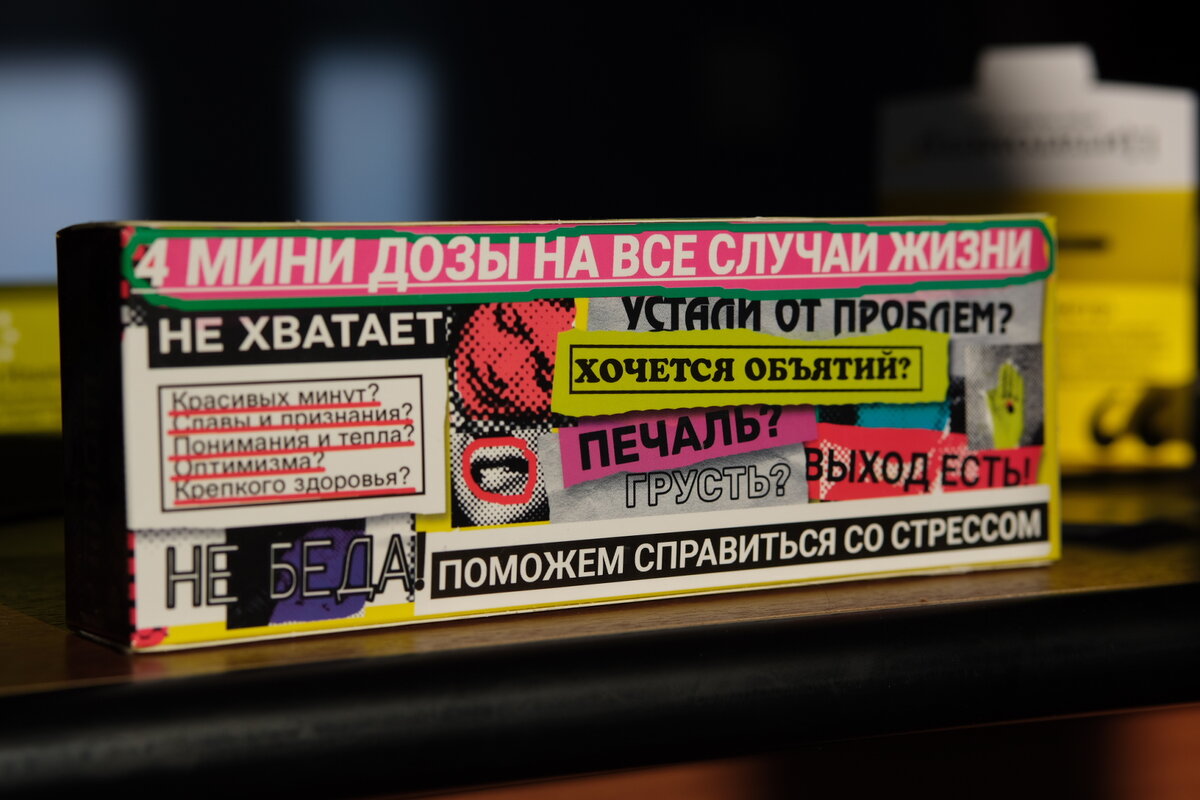 4 МИНИ ДОЗЫ НА ВСЕ СЛУЧАИ ЖИЗНИ
НЕ ХВАТАЕТ
Красивых минут?
Славы и признания?
Понимания и тепла?
Оптимизма?
Крепкого здоровья?
НЕ БЕДА!
УСТАЛИ ОТ ПРОБЛЕМ?
ХОЧЕТСЯ ОБЪЯТИЙ?
ПЕЧАЛЬ?
ГРУСТЬ?
ВЫХОД ЕСТЬ!
ПОМОЖЕМ СПРАВИТЬСЯ СО СТРЕССОМ